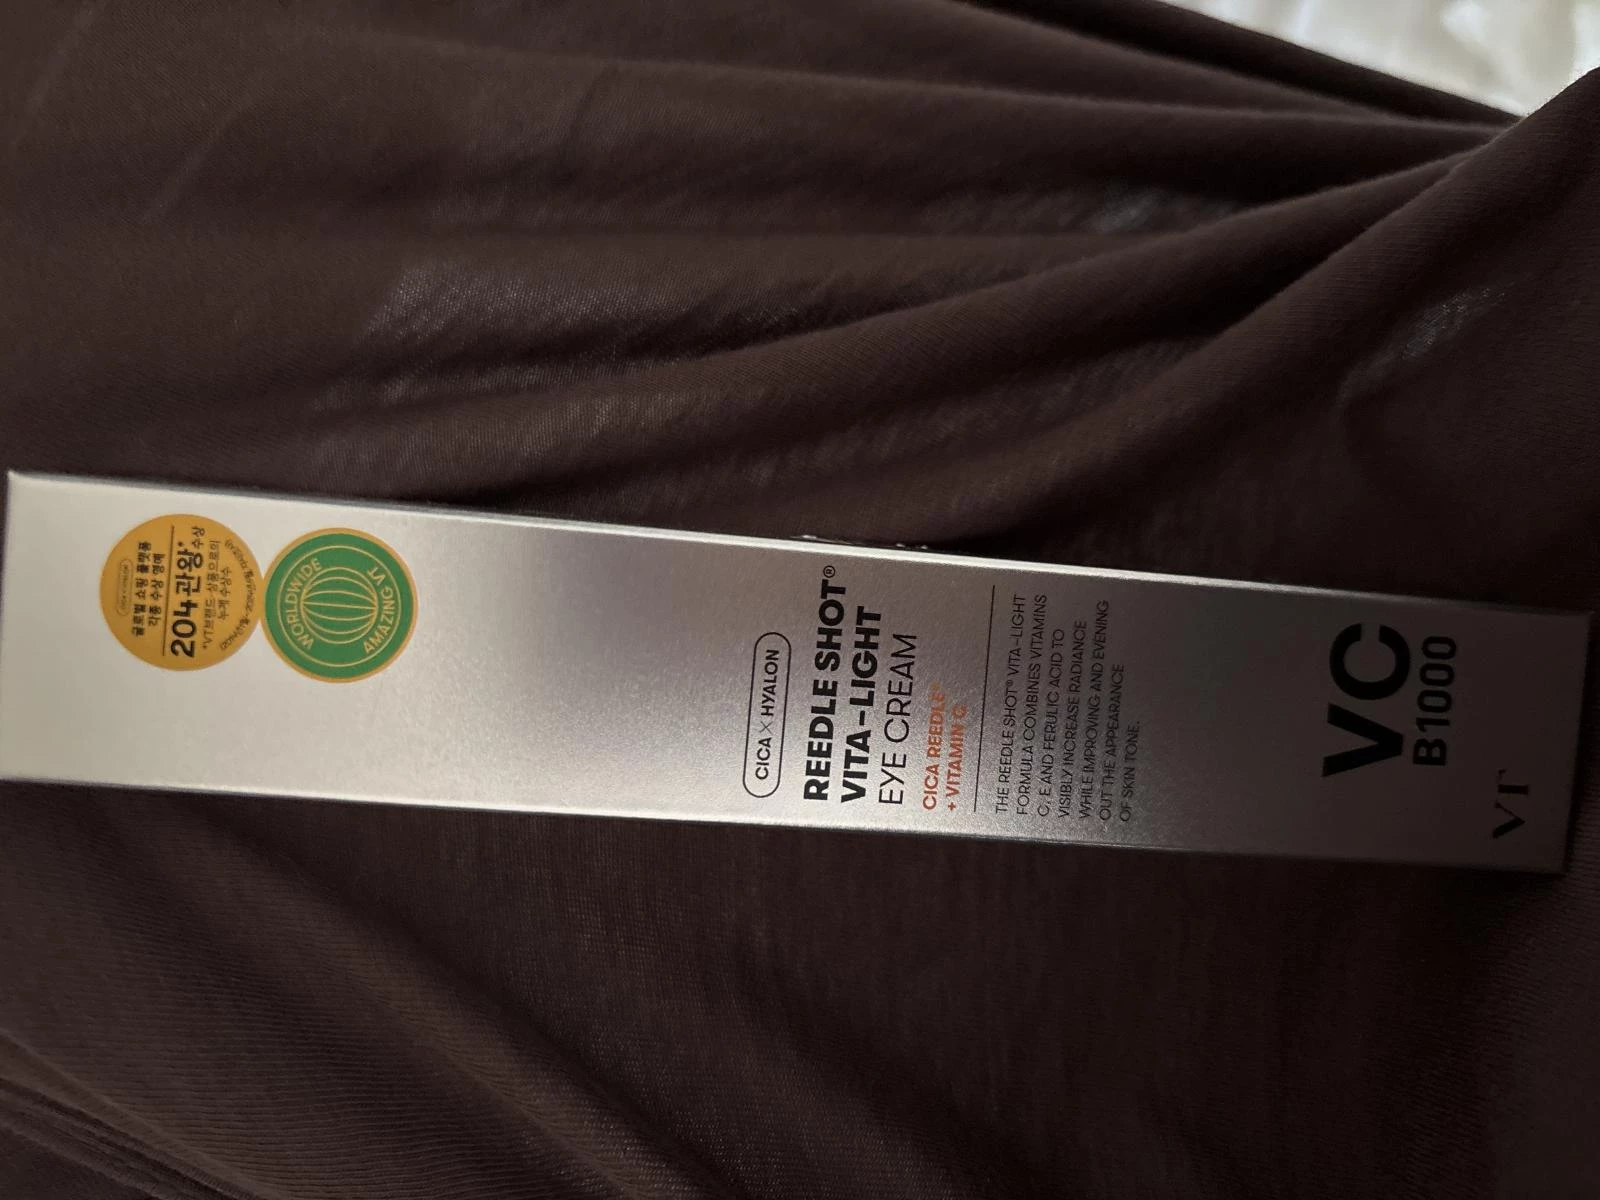 글로벌 쇼핑 플랫폼
각종 수상 영예
204관왕* 수상
*VT브랜드 상품으로의
누계 수상수
WORLDWIDE
AMAZING VT
CICA × HYALON
REEDLE SHOT®
VITA-LIGHT
EYE CREAM
CICA REEDLE®
+ VITAMIN C
THE REEDLE SHOT® VITA-LIGHT
FORMULA COMBINES VITAMINS
C, E AND FERULIC ACID TO
VISIBLY INCREASE RADIANCE
WHILE IMPROVING AND EVENING
OUT THE APPEARANCE
OF SKIN TONE.
VC
B1000
VT